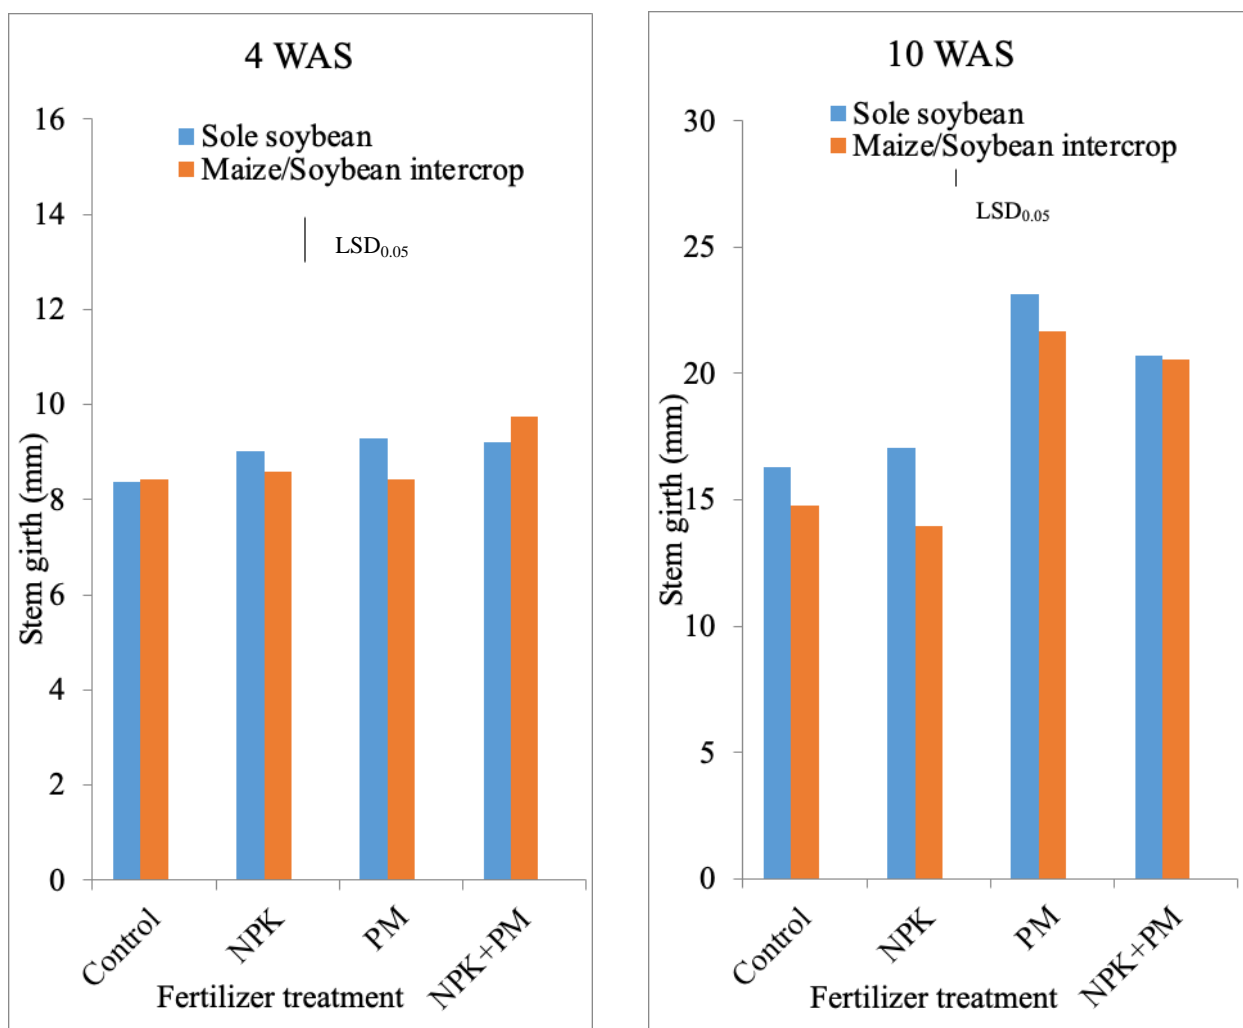 4 WAS
Sole soybean
Maize/Soybean intercrop
LSD0.05
16
14
12
10
8
6
4
2
0
Stem girth (mm)
Control
NPK
PM
NPK+PM
Fertilizer treatment
10 WAS
Sole soybean
Maize/Soybean intercrop
LSD0.05
30
25
20
15
10
5
0
Stem girth (mm)
Control
NPK
PM
NPK+PM
Fertilizer treatment